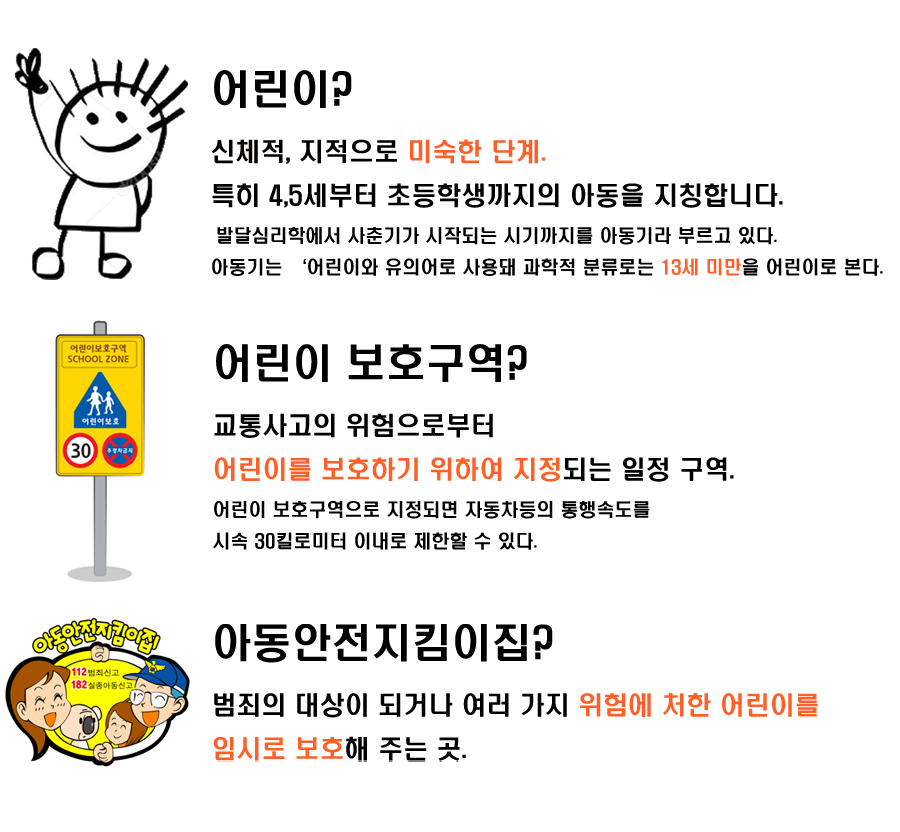 어린이?
신체적, 지적으로 미숙한 단계.
특히 4,5세부터 초등학생까지의 아동을 지칭합니다.
발달심리학에서 사춘기가 시작되는 시기까지를 아동기라 부르고 있다.
아동기는 ‘어린이와 유의어로 사용돼 과학적 분류로는 13세 미만을 어린이로 본다.
어린이보호구역
SCHOOL ZONE
어린이보호
30
주정차금지
어린이 보호구역?
교통사고의 위험으로부터
어린이를 보호하기 위하여 지정되는 일정 구역.
어린이 보호구역으로 지정되면 자동차등의 통행속도를
시속 30킬로미터 이내로 제한할 수 있다.
아동안전지킴이집
112범죄신고
182실종아동신고
아동안전지킴이집?
범죄의 대상이 되거나 여러 가지 위험에 처한 어린이를
임시로 보호해 주는 곳.